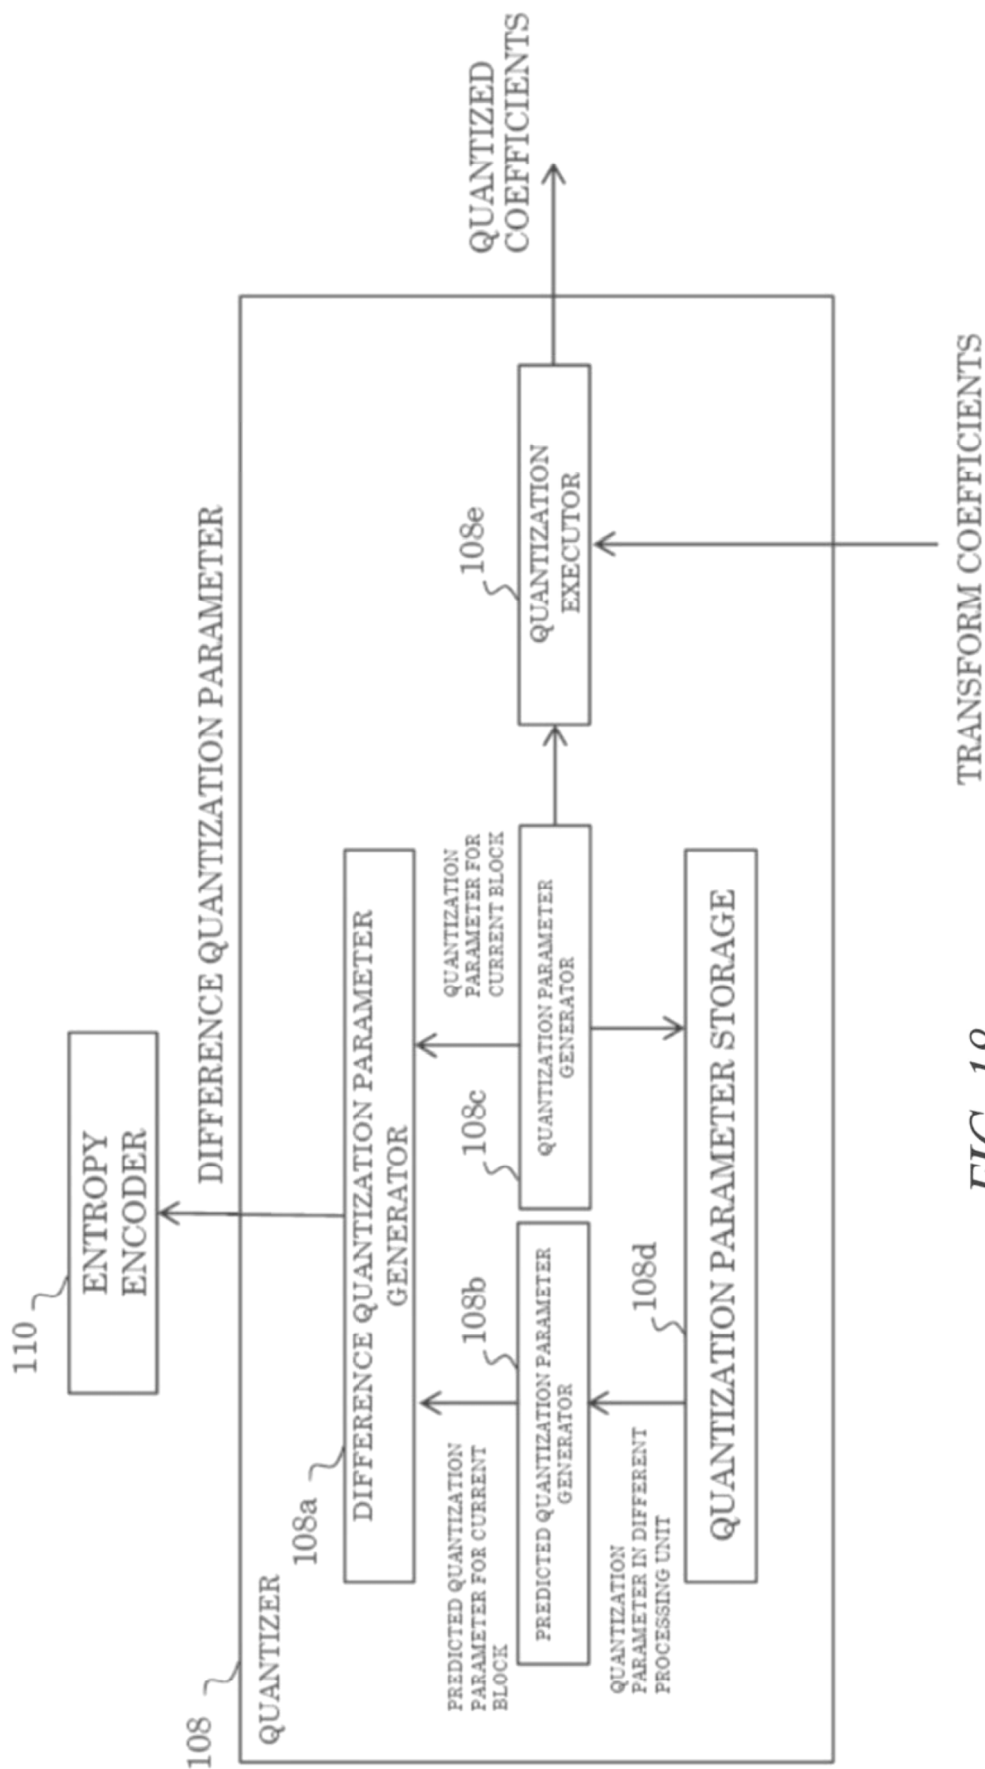 110
ENTROPY
ENCODER
DIFFERENCE QUANTIZATION PARAMETER
108
QUANTIZER
108a
DIFFERENCE QUANTIZATION PARAMETER
GENERATOR
PREDICTED QUANTIZATION
PARAMETER FOR CURRENT
BLOCK
108b
108c
QUANTIZATION
PARAMETER FOR
CURRENT BLOCK
108e
QUANTIZED
COEFFICIENTS
PREDICTED QUANTIZATION PARAMETER
GENERATOR
QUANTIZATION PARAMETER
GENERATOR
QUANTIZATION
EXECUTOR
QUANTIZATION
PARAMETER IN DIFFERENT
PROCESSING UNIT
108d
QUANTIZATION PARAMETER STORAGE
TRANSFORM COEFFICIENTS